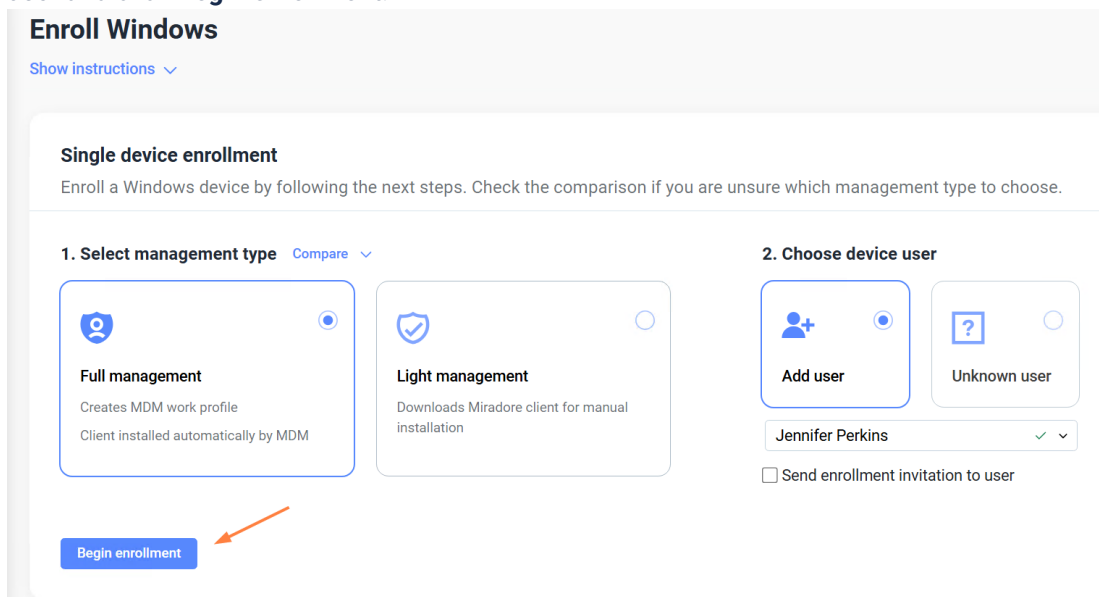 Enroll Windows
Show instructions
Single device enrollment
Enroll a Windows device by following the next steps. Check the comparison if you are unsure which management type to choose.
1. Select management type Compare
Full management
Creates MDM work profile
Client installed automatically by MDM
Light management
Downloads Miradore client for manual
installation
2. Choose device user
Add user
?
Unknown user
Jennifer Perkins
Send enrollment invitation to user
Begin enrollment